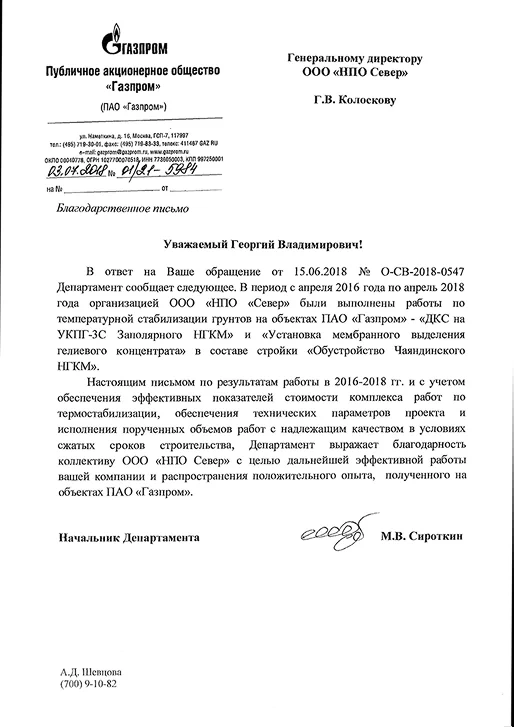 ГАЗПРОМ
Публичное акционерное общество
«Газпром»
(ПАО «Газпром»)
ул. Наметкина, д. 16, Москва, ГСП-7, 117997
тел.: (495) 719-30-01, факс: (495) 719-83-33, телекс: 411467 GAZ RU
e-mail: gazprom@gazprom.ru, www.gazprom.ru
ОКПО 00040778, ОГРН 1027700070518, ИНН 7736050003, КПП 997250001
03.07.2018 № 01/21-5984
на № от
Генеральному директору
ООО «НПО Север»
Г.В. Колоскову
Благодарственное письмо
Уважаемый Георгий Владимирович!
В ответ на Ваше обращение от 15.06.2018 № О-СВ-2018-0547
Департамент сообщает следующее. В период с апреля 2016 года по апрель 2018
года организацией ООО «НПО «Север» были выполнены работы по
температурной стабилизации грунтов на объектах ПАО «Газпром» - «ДКС на
УКПГ-3С Заполярного НГКМ» и «Установка мембранного выделения
гелиевого концентрата» в составе стройки «Обустройство Чаяндинского
НГКМ».
Настоящим письмом по результатам работы в 2016-2018 гг. и с учетом
обеспечения эффективных показателей стоимости комплекса работ по
термостабилизации, обеспечения технических параметров проекта и
исполнения порученных объемов работ с надлежащим качеством в условиях
сжатых сроков строительства, Департамент выражает благодарность
коллективу ООО «НПО Север» с целью дальнейшей эффективной работы
вашей компании и распространения положительного опыта, полученного на
объектах ПАО «Газпром».
Начальник Департамента
М.В. Сироткин
А.Д. Шевцова
(700) 9-10-82